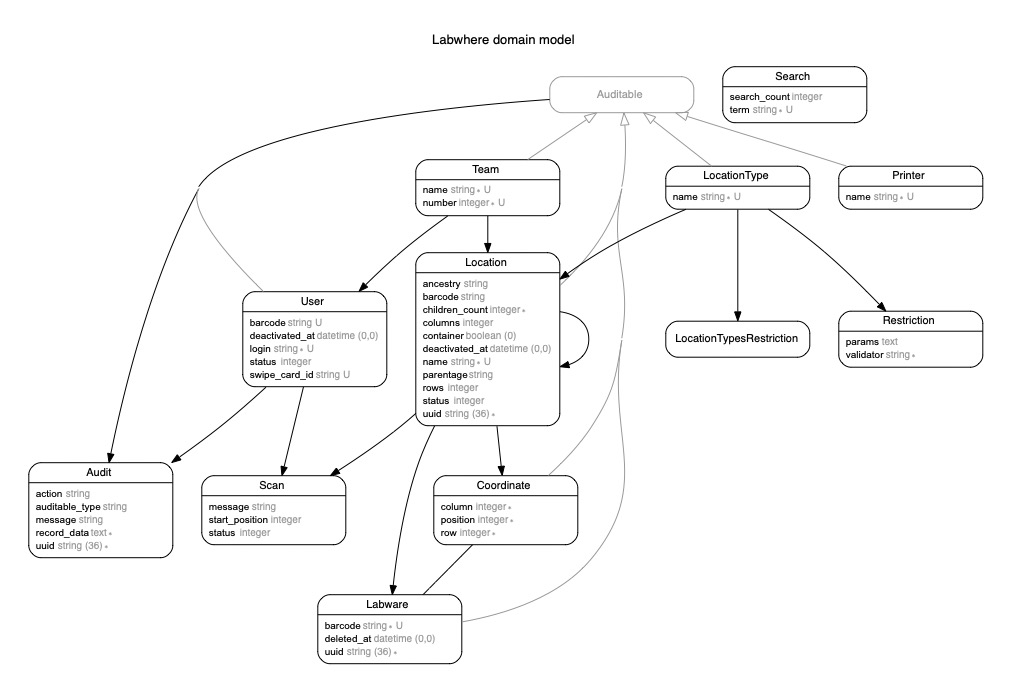 Labwhere domain model
Auditable
Search
search_count integer
term string ∗ U
Team
name string ∗ U
number integer ∗ U
LocationType
name string ∗ U
Printer
name string ∗ U
Location
ancestry string
barcode string
children_count integer ∗
columns integer
container boolean (0)
deactivated_at datetime (0,0)
name string ∗ U
parentage string
rows integer
status integer
uuid string (36) ∗
User
barcode string U
deactivated_at datetime (0,0)
login string ∗ U
status integer
swipe_card_id string U
LocationTypesRestriction
Restriction
params text
validator string ∗
Audit
action string
auditable_type string
message string
record_data text ∗
uuid string (36) ∗
Scan
message string
start_position integer
status integer
Coordinate
column integer ∗
position integer ∗
row integer ∗
Labware
barcode string ∗ U
deleted_at datetime (0,0)
uuid string (36) ∗